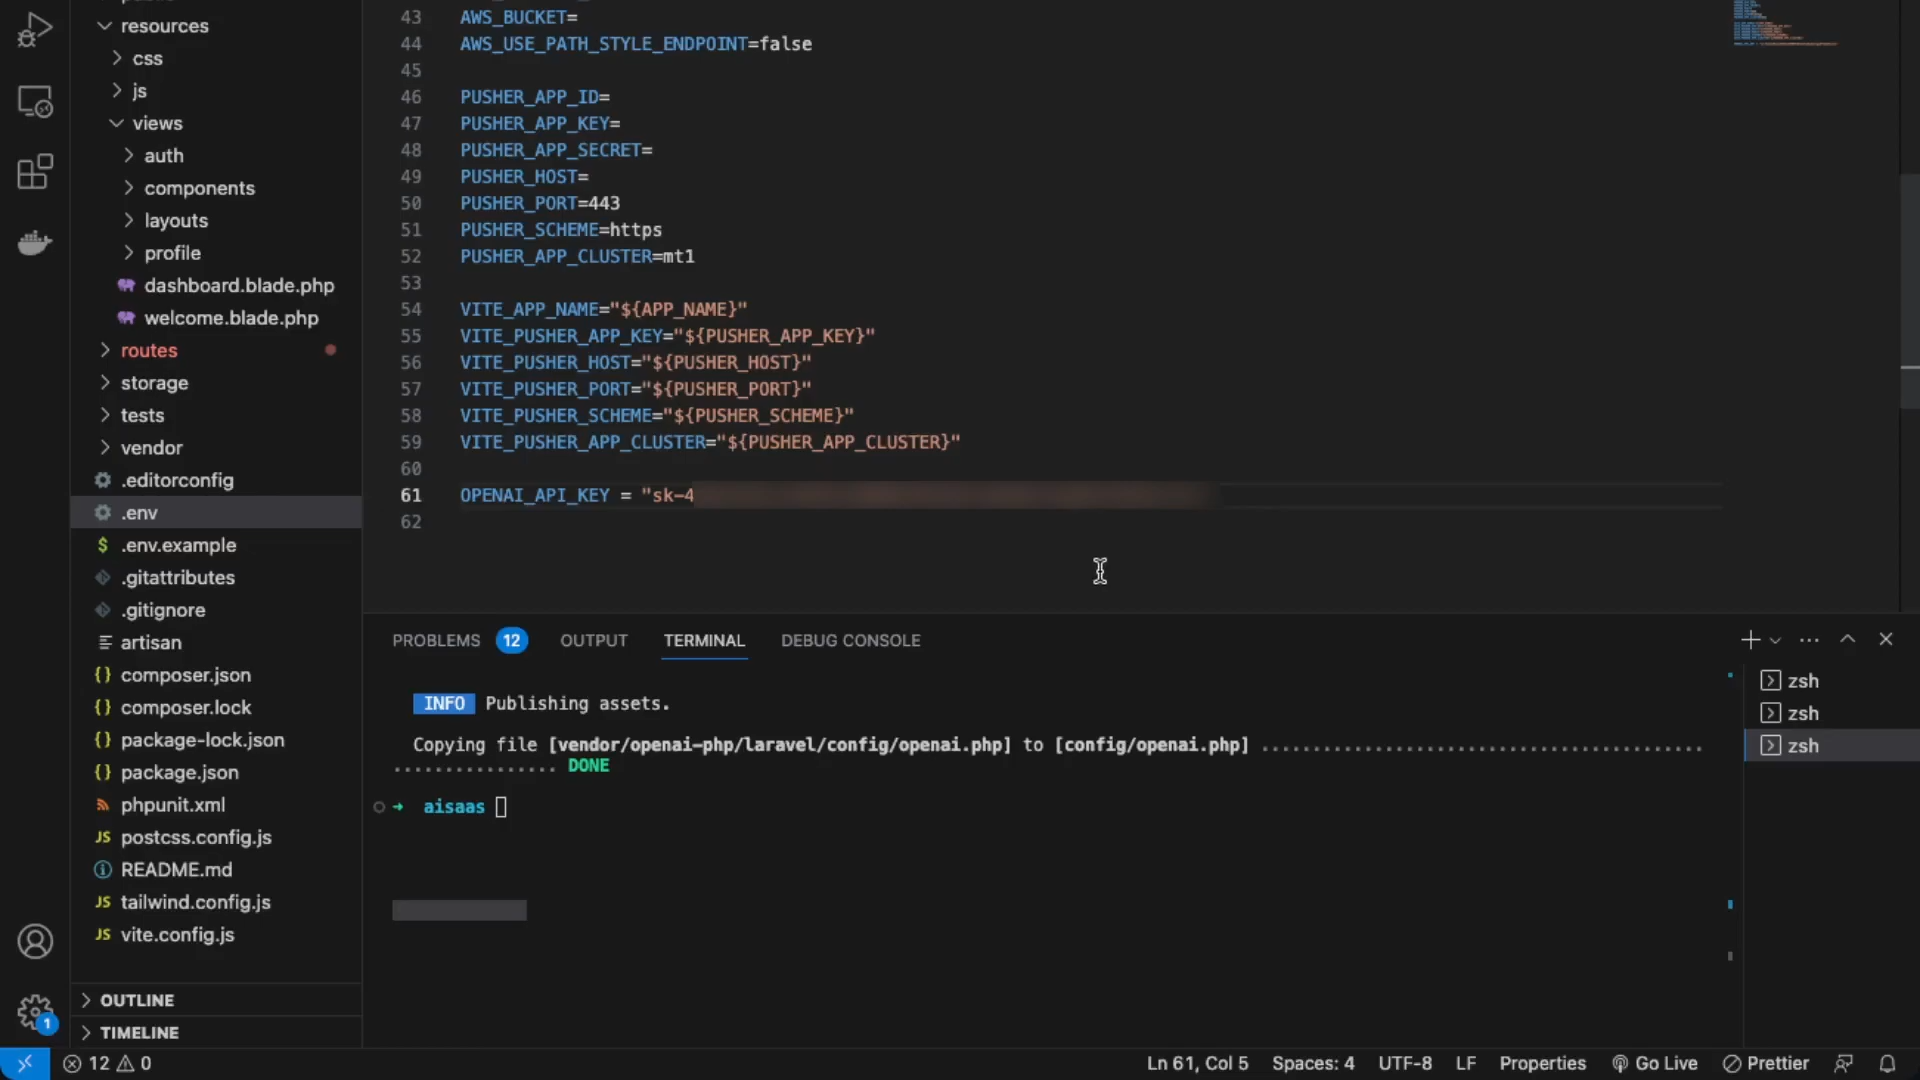 resources
css
js
views
auth
components
layouts
profile
dashboard.blade.php
welcome.blade.php
routes
storage
tests
vendor
.editorconfig
.env
$ .env.example
.gitattributes
.gitignore
artisan
{} composer.json
{} composer.lock
{} package-lock.json
{} package.json
phpunit.xml
JS postcss.config.js
README.md
JS tailwind.config.js
JS vite.config.js
OUTLINE
TIMELINE
43 AWS_BUCKET=
44 AWS_USE_PATH_STYLE_ENDPOINT=false
45
46 PUSHER_APP_ID=
47 PUSHER_APP_KEY=
48 PUSHER_APP_SECRET=
49 PUSHER_HOST=
50 PUSHER_PORT=443
51 PUSHER_SCHEME=https
52 PUSHER_APP_CLUSTER=mt1
53
54 VITE_APP_NAME="${APP_NAME}"
55 VITE_PUSHER_APP_KEY="${PUSHER_APP_KEY}"
56 VITE_PUSHER_HOST="${PUSHER_HOST}"
57 VITE_PUSHER_PORT="${PUSHER_PORT}"
58 VITE_PUSHER_SCHEME="${PUSHER_SCHEME}"
59 VITE_PUSHER_APP_CLUSTER="${PUSHER_APP_CLUSTER}"
60
61 OPENAI_API_KEY = "sk-4
62
PROBLEMS 12 OUTPUT TERMINAL DEBUG CONSOLE
INFO Publishing assets.
Copying file [vendor/openai-php/laravel/config/openai.php] to [config/openai.php] ...........................................
................ DONE
➜ aisaas
zsh
zsh
zsh
1
12 0 Ln 61, Col 5 Spaces: 4 UTF-8 LF Properties Go Live Prettier